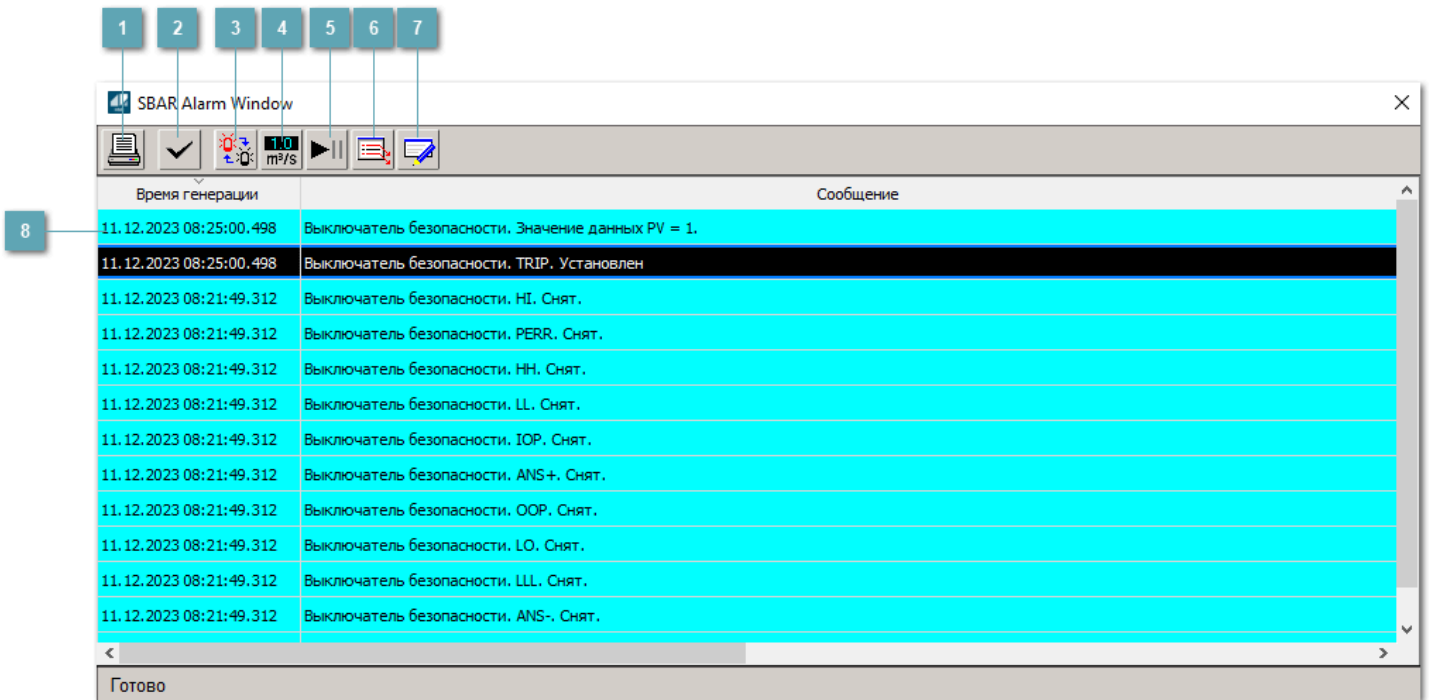 1 2 3 4 5 6 7
SBAR Alarm Window
1.0
m³/s
Время генерации Сообщение
8
11.12.2023 08:25:00.498 Выключатель безопасности. Значение данных PV = 1.
11.12.2023 08:25:00.498 Выключатель безопасности. TRIP. Установлен
11.12.2023 08:21:49.312 Выключатель безопасности. HI. Снят.
11.12.2023 08:21:49.312 Выключатель безопасности. PERR. Снят.
11.12.2023 08:21:49.312 Выключатель безопасности. HH. Снят.
11.12.2023 08:21:49.312 Выключатель безопасности. LL. Снят.
11.12.2023 08:21:49.312 Выключатель безопасности. IOP. Снят.
11.12.2023 08:21:49.312 Выключатель безопасности. ANS+. Снят.
11.12.2023 08:21:49.312 Выключатель безопасности. OOP. Снят.
11.12.2023 08:21:49.312 Выключатель безопасности. LO. Снят.
11.12.2023 08:21:49.312 Выключатель безопасности. LLL. Снят.
11.12.2023 08:21:49.312 Выключатель безопасности. ANS-. Снят.
Готово